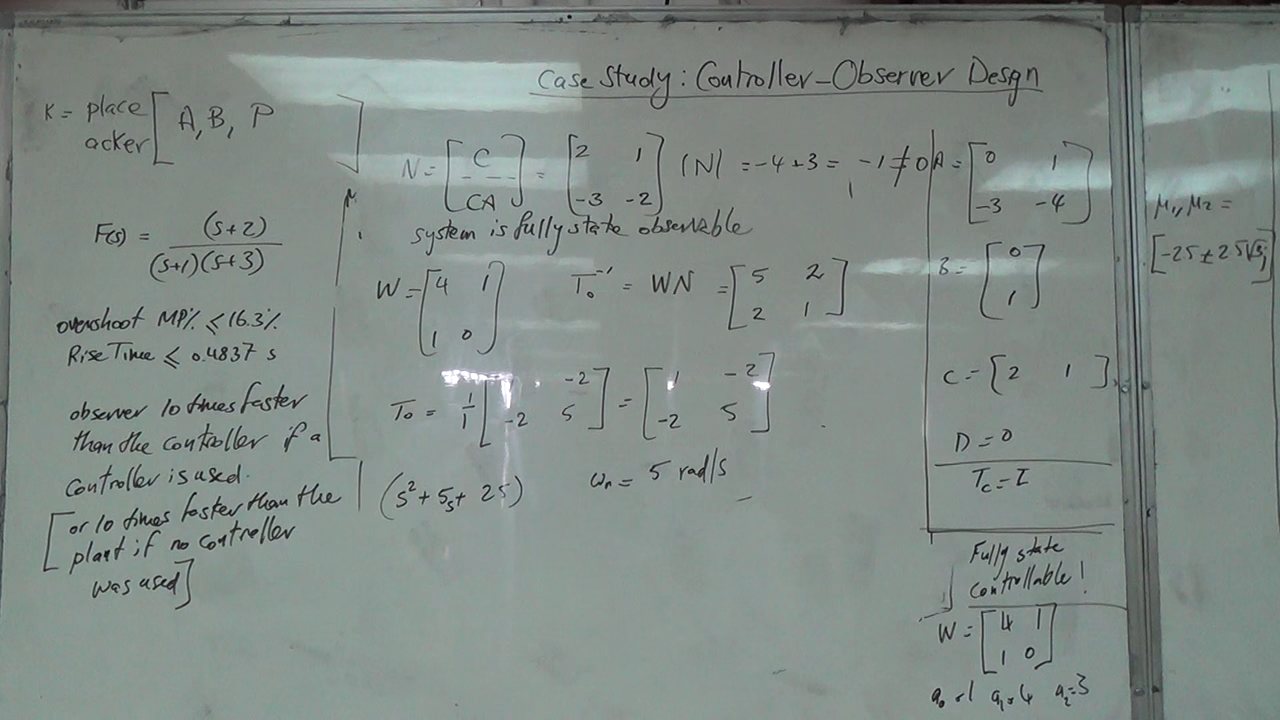 Case Study: Controller-Observer Design
K = place
acker [A, B, P]
F(s) = (s+2)
(s+1)(s+3)
overshoot MP% ≤ 16.3%
Rise Time ≤ 0.4837 s
observer 10 times faster
than the controller if a
controller is used.
[or 10 times faster than the
plant if no controller
was used]
N = [C / CA] = [2 1 / -3 -2] |N| = -4+3 = -1 ≠ 0
system is fully state observable
W = [4 1 / 1 0] T₀⁻¹ = WN = [5 2 / 2 1]
T₀ = 1/1 [1 -2 / -2 5] = [1 -2 / -2 5]
(s² + 5s + 25) ωn = 5 rad/s
A = [0 1 / -3 -4]
B = [0 / 1]
C = [2 1]
D = 0
Tc = I
Fully state
controllable!
W = [4 1 / 1 0]
a₀=1 a₁=4 a₂=3
μ₁, μ₂ =
[-25 ± 25√3j]